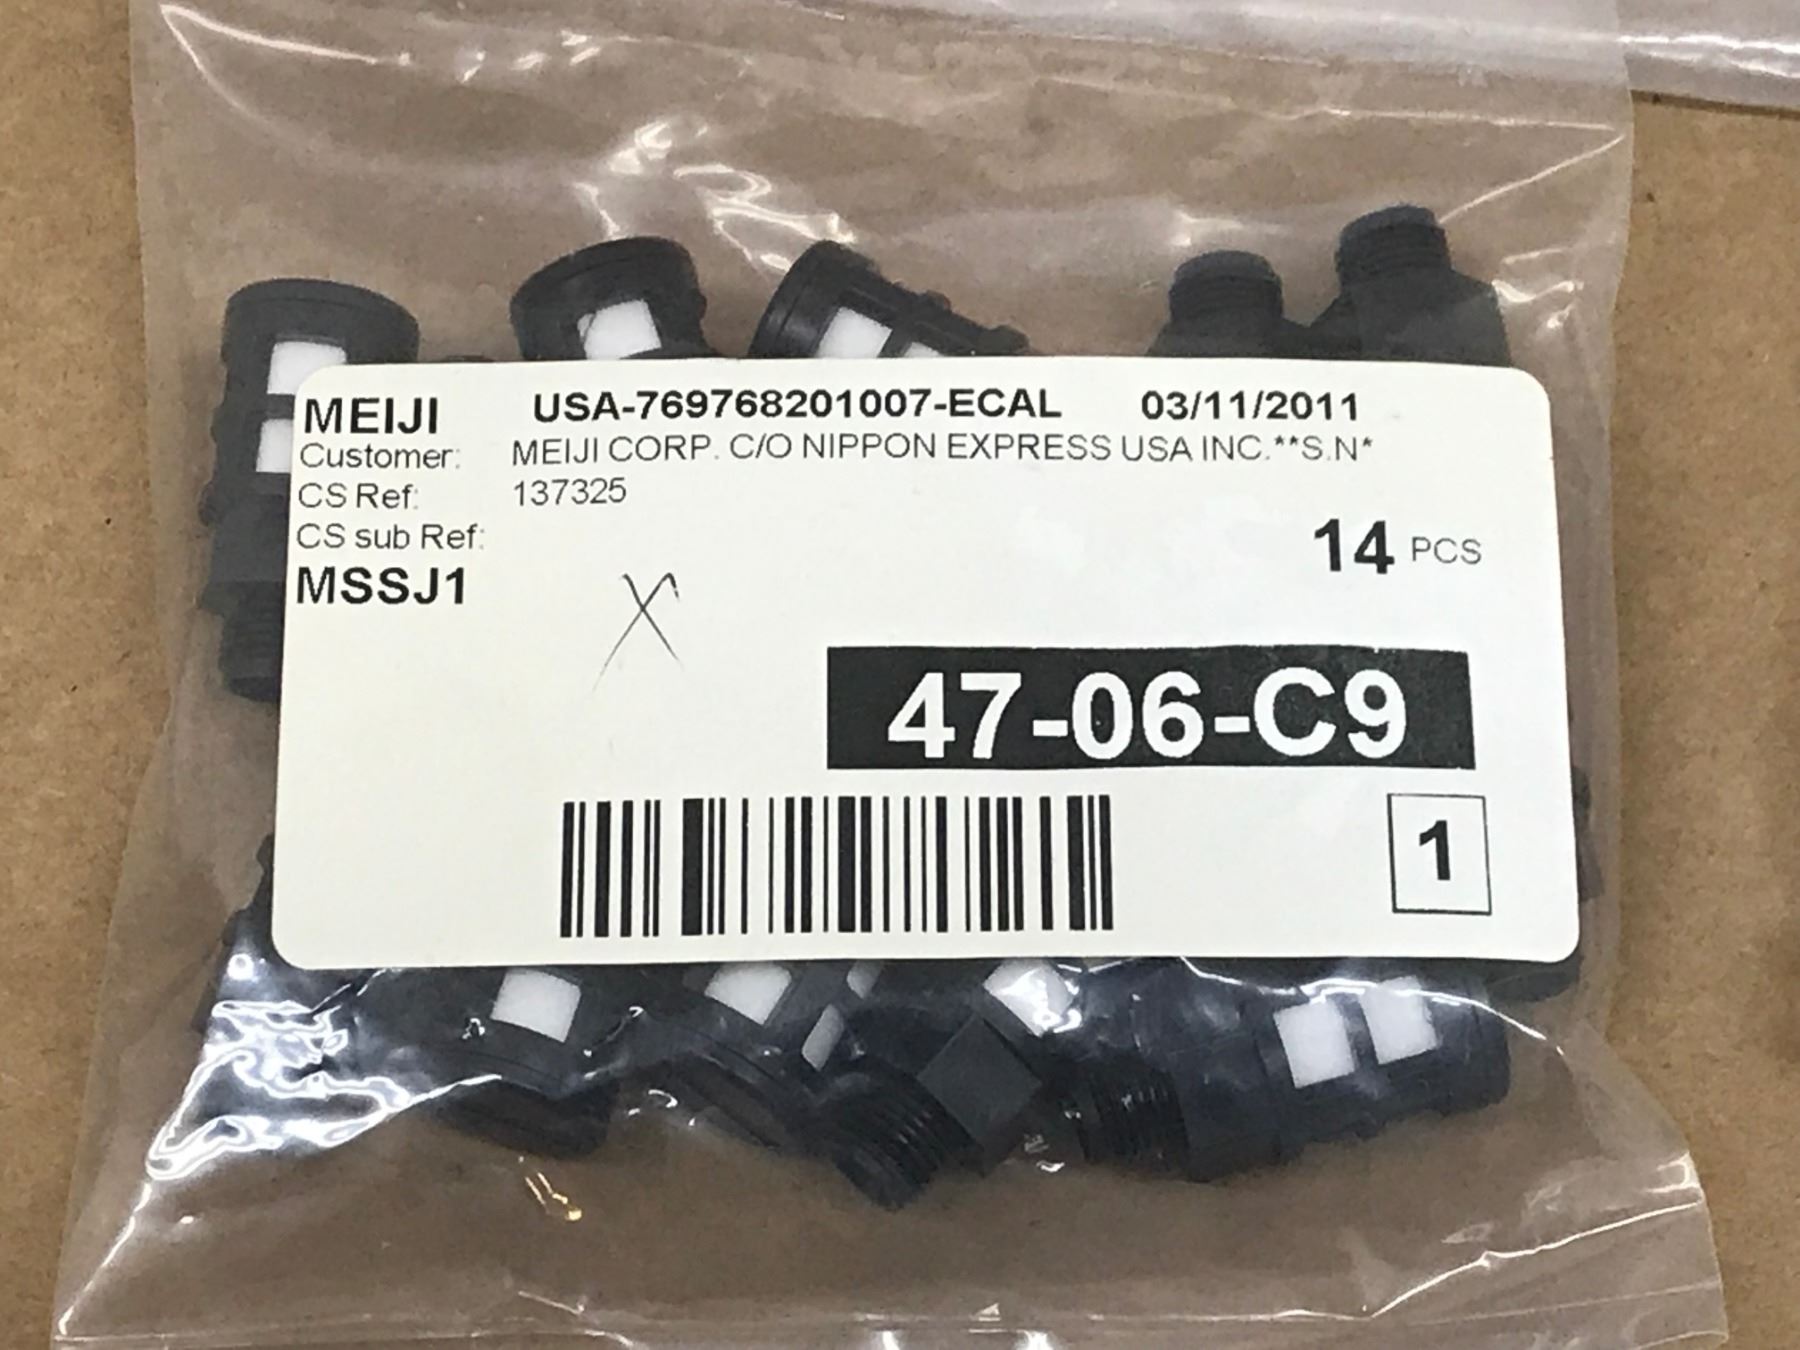 MEIJI USA-769768201007-ECAL 03/11/2011
Customer: MEIJI CORP. C/O NIPPON EXPRESS USA INC.**S.N*
CS Ref: 137325
CS sub Ref:
14 PCS
MSSJ1
X
47-06-C9
1